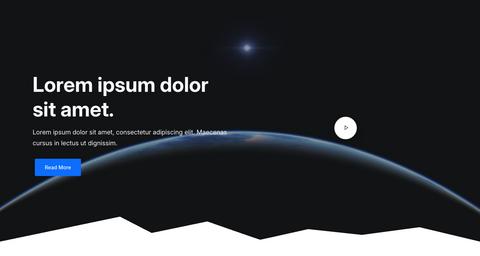 Lorem ipsum dolor
sit amet.
Lorem ipsum dolor sit amet, consectetur adipiscing elit. Maecenas
cursus in lectus ut dignissim.
Read More